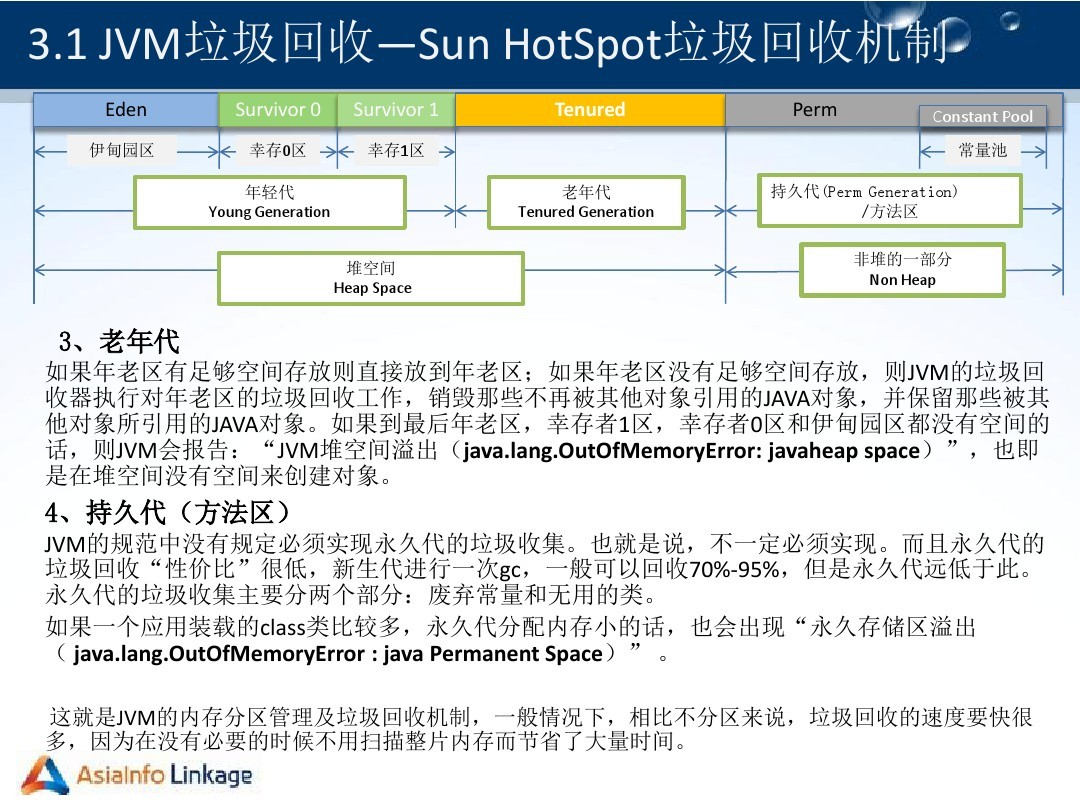 3.1 JVM垃圾回收—Sun HotSpot垃圾回收机制
Eden Survivor 0 Survivor 1 Tenured Perm Constant Pool
伊甸园区 幸存0区 幸存1区 常量池
年轻代
Young Generation
老年代
Tenured Generation
持久代(Perm Generation)
/方法区
堆空间
Heap Space
非堆的一部分
Non Heap
3、老年代
如果年老区有足够空间存放则直接放到年老区；如果年老区没有足够空间存放，则JVM的垃圾回
收器执行对年老区的垃圾回收工作，销毁那些不再被其他对象引用的JAVA对象，并保留那些被其
他对象所引用的JAVA对象。如果到最后年老区，幸存者1区，幸存者0区和伊甸园区都没有空间的
话，则JVM会报告：“JVM堆空间溢出（java.lang.OutOfMemoryError: javaheap space）”，也即
是在堆空间没有空间来创建对象。
4、持久代（方法区）
JVM的规范中没有规定必须实现永久代的垃圾收集。也就是说，不一定必须实现。而且永久代的
垃圾回收“性价比”很低，新生代进行一次gc，一般可以回收70%-95%，但是永久代远低于此。
永久代的垃圾收集主要分两个部分：废弃常量和无用的类。
如果一个应用装载的class类比较多，永久代分配内存小的话，也会出现“永久存储区溢出
（ java.lang.OutOfMemoryError : java Permanent Space）” 。
这就是JVM的内存分区管理及垃圾回收机制，一般情况下，相比不分区来说，垃圾回收的速度要快很
多，因为在没有必要的时候不用扫描整片内存而节省了大量时间。
AsiaInfo Linkage